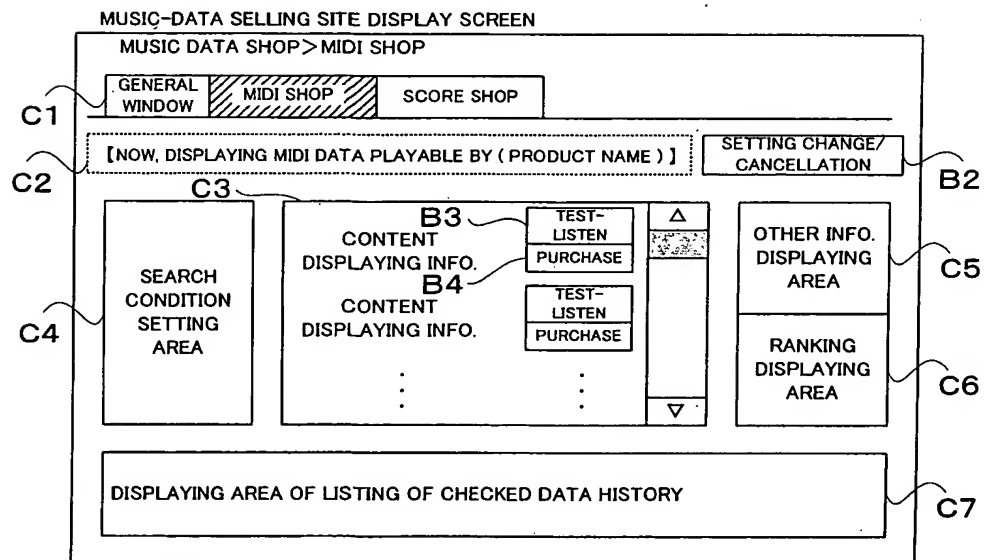 MUSIC-DATA SELLING SITE DISPLAY SCREEN
MUSIC DATA SHOP>MIDI SHOP
C1
GENERAL
WINDOW
MIDI SHOP
SCORE SHOP
C2
[NOW, DISPLAYING MIDI DATA PLAYABLE BY ( PRODUCT NAME ) ]
SETTING CHANGE/
CANCELLATION
B2
C3
C4
SEARCH
CONDITION
SETTING
AREA
CONTENT
DISPLAYING INFO.
B3
TEST-
LISTEN
B4
PURCHASE
CONTENT
DISPLAYING INFO.
TEST-
LISTEN
PURCHASE
OTHER INFO.
DISPLAYING
AREA
C5
RANKING
DISPLAYING
AREA
C6
DISPLAYING AREA OF LISTING OF CHECKED DATA HISTORY
C7